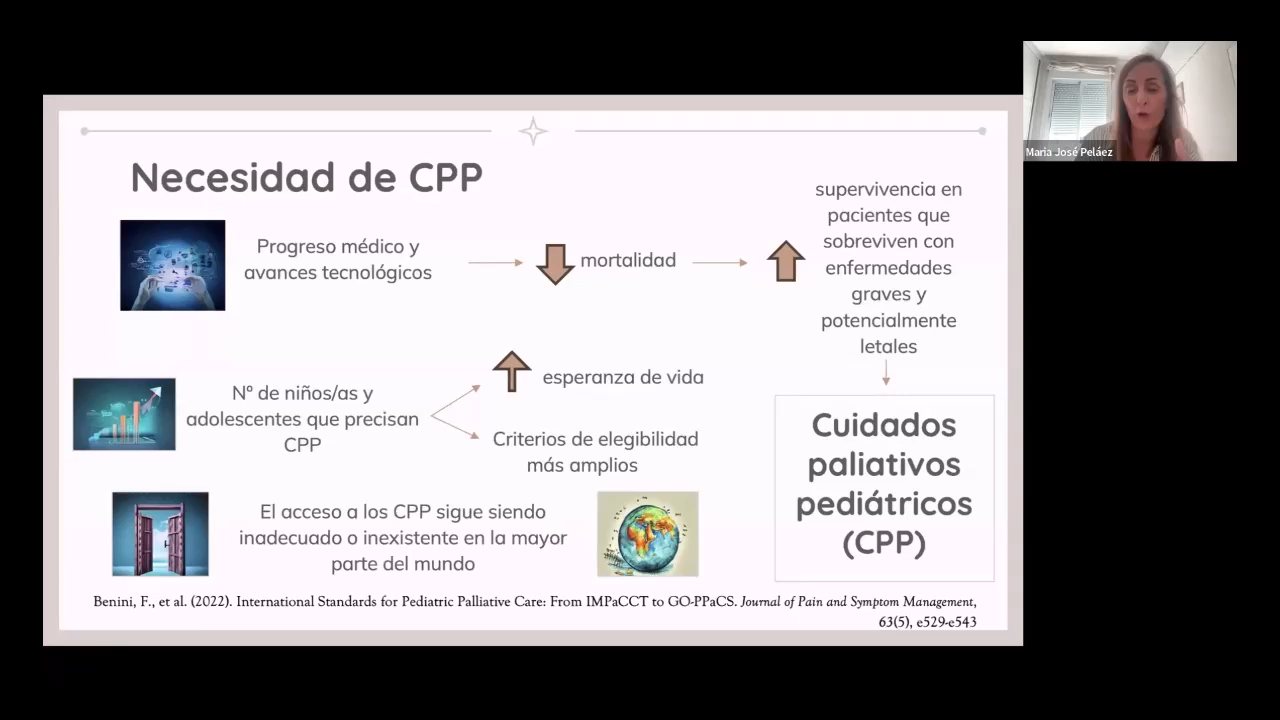 María José Peláez
Necesidad de CPP
Progreso médico y
avances tecnológicos
mortalidad
supervivencia en
pacientes que
sobreviven con
enfermedades
graves y
potencialmente
letales
Nº de niños/as y
adolescentes que precisan
CPP
esperanza de vida
Criterios de elegibilidad
más amplios
Cuidados
paliativos
pediátricos
(CPP)
El acceso a los CPP sigue siendo
inadecuado o inexistente en la mayor
parte del mundo
Benini, F., et al. (2022). International Standards for Pediatric Palliative Care: From IMPaCCT to GO-PPaCS. Journal of Pain and Symptom Management,
63(5), e529-e543